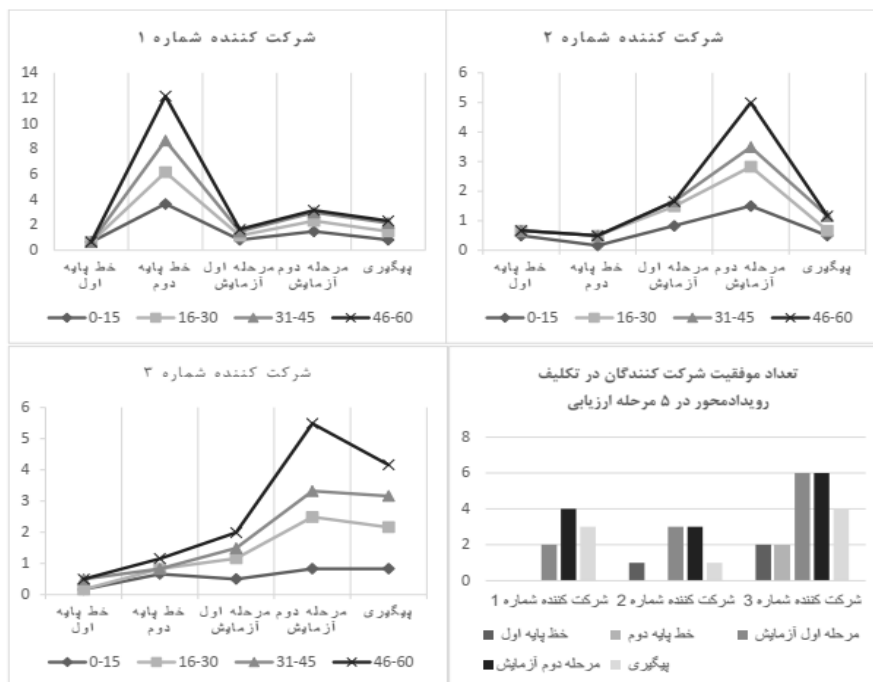 شرکت کننده شماره ۱
14
12
10
8
6
4
2
0
خط پایه اول
خط پایه دوم
مرحله اول آزمایش
مرحله دوم آزمایش
پیگیری
0-15 16-30 31-45 46-60
شرکت کننده شماره ۲
6
5
4
3
2
1
0
خط پایه اول
خط پایه دوم
مرحله اول آزمایش
مرحله دوم آزمایش
پیگیری
0-15 16-30 31-45 46-60
شرکت کننده شماره ۳
6
5
4
3
2
1
0
خط پایه اول
خط پایه دوم
مرحله اول آزمایش
مرحله دوم آزمایش
پیگیری
0-15 16-30 31-45 46-60
تعداد موفقیت شرکت کنندگان در تکلیف
رویدادمحور در ۵ مرحله ارزیابی
8
6
4
2
0
شرکت کننده شماره 1
شرکت کننده شماره 2
شرکت کننده شماره 3
خط پایه اول
خط پایه دوم
مرحله اول آزمایش
مرحله دوم آزمایش
پیگیری